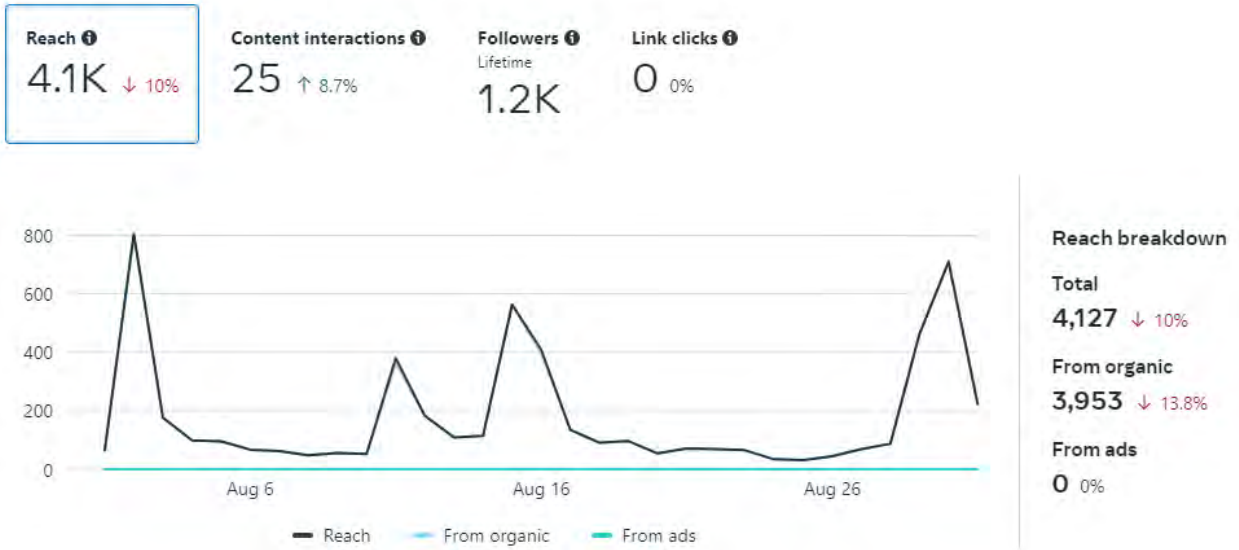 Reach
4.1K ↓ 10%
Content interactions
25 ↑ 8.7%
Followers
Lifetime
1.2K
Link clicks
0 0%
800
600
400
200
0
Aug 6
Aug 16
Aug 26
Reach From organic From ads
Reach breakdown
Total
4,127 ↓ 10%
From organic
3,953 ↓ 13.8%
From ads
0 0%